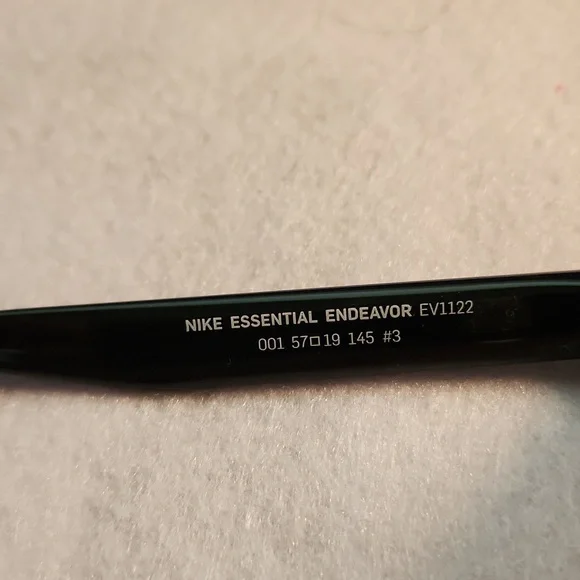 NIKE ESSENTIAL ENDEAVOR EV1122
001 57□19 145 #3